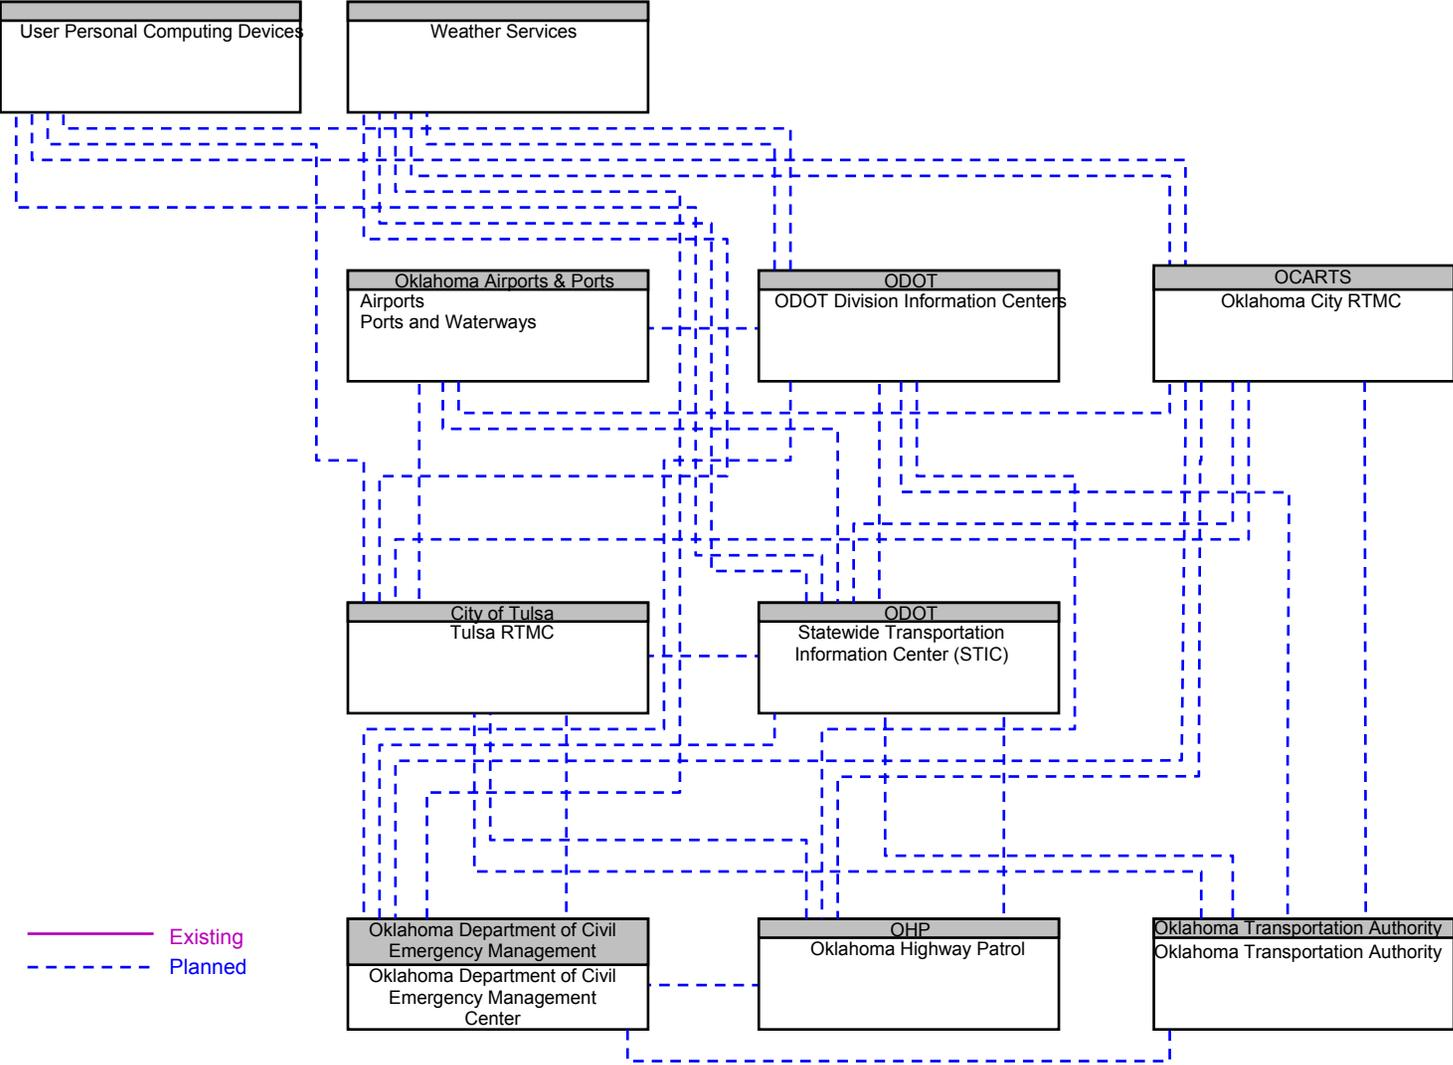 User Personal Computing Devices
Weather Services
Oklahoma Airports & Ports
Airports
Ports and Waterways
ODOT
ODOT Division Information Centers
OCARTS
Oklahoma City RTMC
City of Tulsa
Tulsa RTMC
ODOT
Statewide Transportation
Information Center (STIC)
Existing
Planned
Oklahoma Department of Civil
Emergency Management
Oklahoma Department of Civil
Emergency Management
Center
OHP
Oklahoma Highway Patrol
Oklahoma Transportation Authority
Oklahoma Transportation Authority